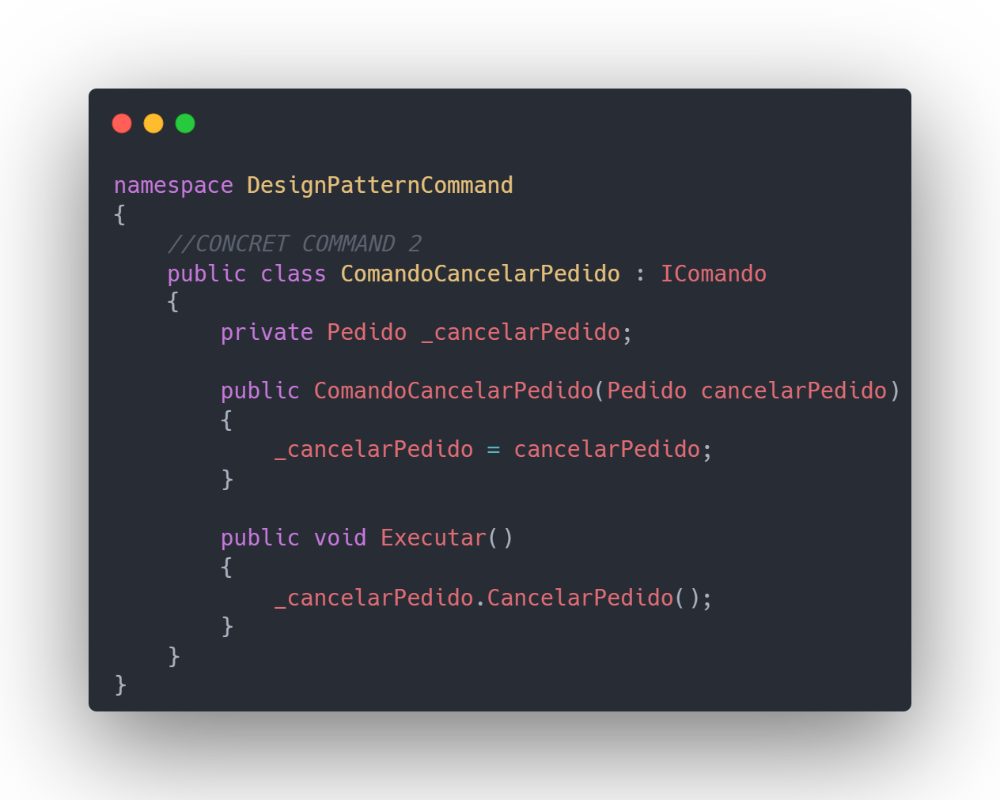 namespace DesignPatternCommand
{
    //CONCRET COMMAND 2
    public class ComandoCancelarPedido : IComando
    {
        private Pedido _cancelarPedido;

        public ComandoCancelarPedido(Pedido cancelarPedido)
        {
            _cancelarPedido = cancelarPedido;
        }

        public void Executar()
        {
            _cancelarPedido.CancelarPedido();
        }
    }
}